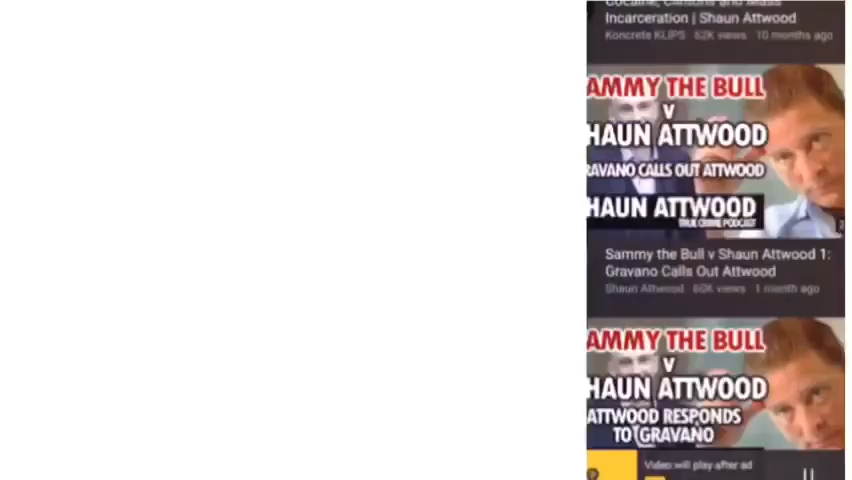 Cocaine, Clintons and Mass
Incarceration | Shaun Attwood
Koncrete KLIPS 62K views 10 months ago
AMMY THE BULL
V
HAUN ATTWOOD
RAVANO CALLS OUT ATTWOOD
HAUN ATTWOOD
TRUE CRIME PODCAST
Sammy the Bull v Shaun Attwood 1:
Gravano Calls Out Attwood
Shaun Attwood 60K views 1 month ago
AMMY THE BULL
V
HAUN ATTWOOD
ATTWOOD RESPONDS
TO GRAVANO
Video will play after ad